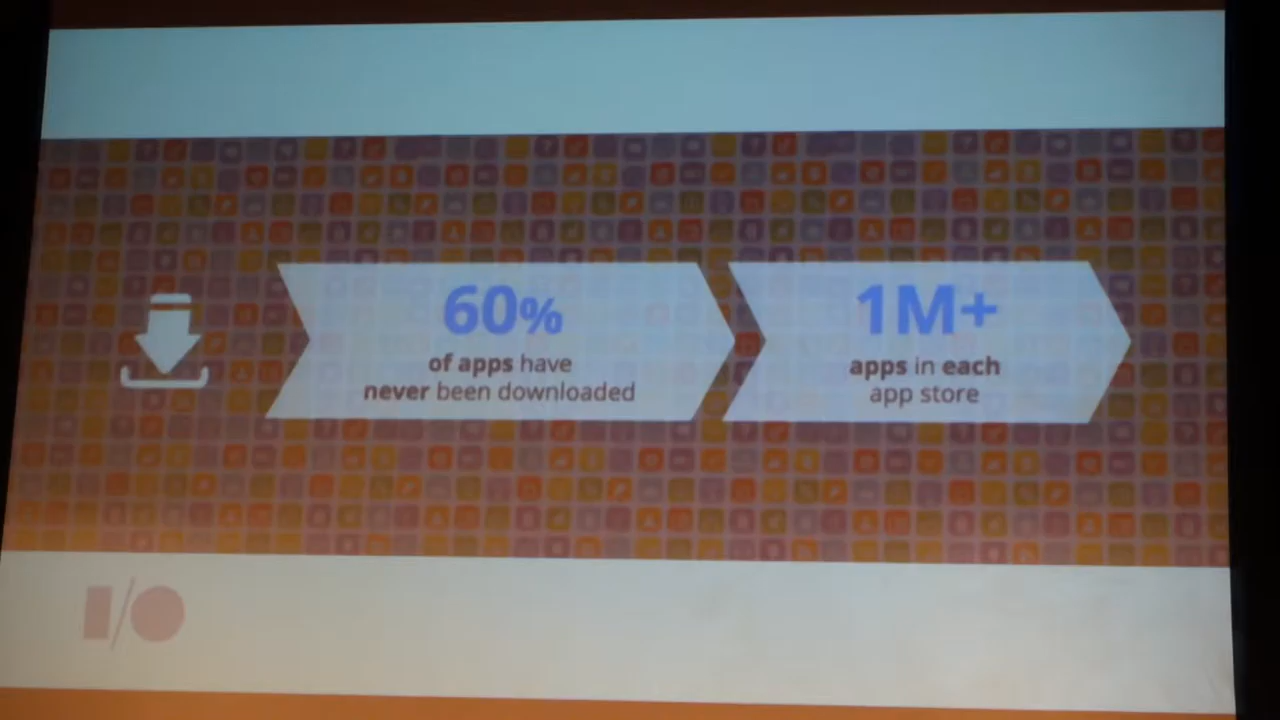 60%
of apps have
never been downloaded
1M+
apps in each
app store
I/O